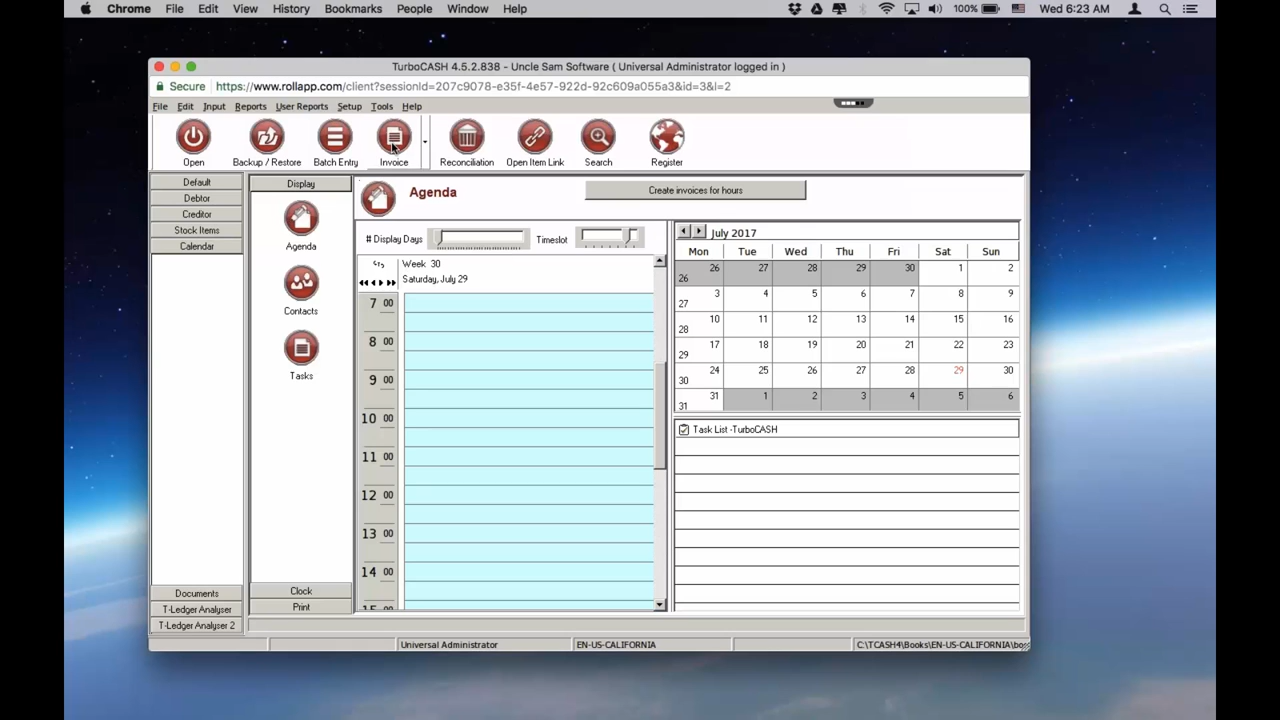 Chrome File Edit View History Bookmarks People Window Help 100% Wed 6:23 AM
TurboCASH 4.5.2.838 - Uncle Sam Software ( Universal Administrator logged in )
Secure https://www.rollapp.com/client?sessionId=207c9078-e35f-4e57-922d-92c609a055a3&id=3&l=2
File Edit Input Reports User Reports Setup Tools Help
Open Backup / Restore Batch Entry Invoice Reconciliation Open Item Link Search Register
Default
Debtor
Creditor
Stock Items
Calendar
Documents
T-Ledger Analyser
T-Ledger Analyser 2
Display
Agenda
Contacts
Tasks
Clock
Print
Agenda
Create invoices for hours
# Display Days Timeslot
Week 30
Saturday, July 29
7 00
8 00
9 00
10 00
11 00
12 00
13 00
14 00
July 2017
Mon Tue Wed Thu Fri Sat Sun
26 26 27 28 29 30 1 2
27 3 4 5 6 7 8 9
28 10 11 12 13 14 15 16
29 17 18 19 20 21 22 23
30 24 25 26 27 28 29 30
31 31 1 2 3 4 5 6
Task List -TurboCASH
Universal Administrator EN-US-CALIFORNIA C:\TCASH4\Books\EN-US-CALIFORNIA\bo